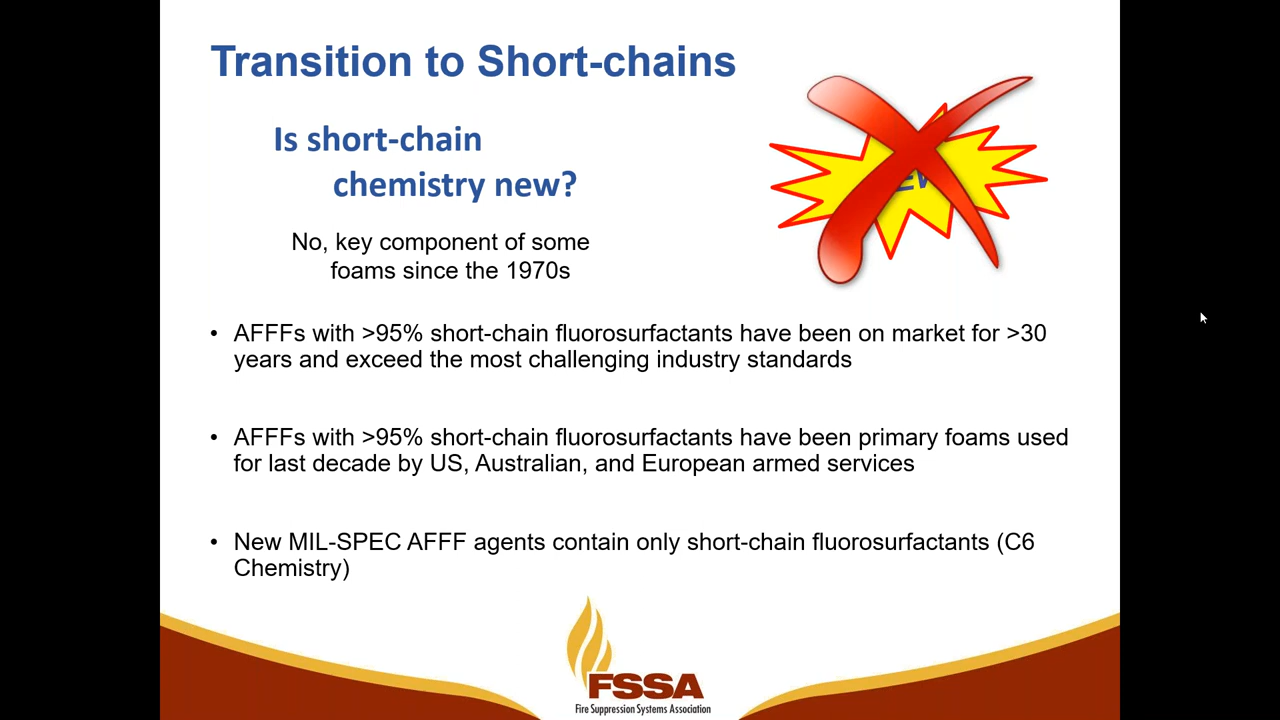 Transition to Short-chains
Is short-chain
chemistry new?
No, key component of some
foams since the 1970s
• AFFFs with >95% short-chain fluorosurfactants have been on market for >30
years and exceed the most challenging industry standards
• AFFFs with >95% short-chain fluorosurfactants have been primary foams used
for last decade by US, Australian, and European armed services
• New MIL-SPEC AFFF agents contain only short-chain fluorosurfactants (C6
Chemistry)
FSSA
Fire Suppression Systems Association